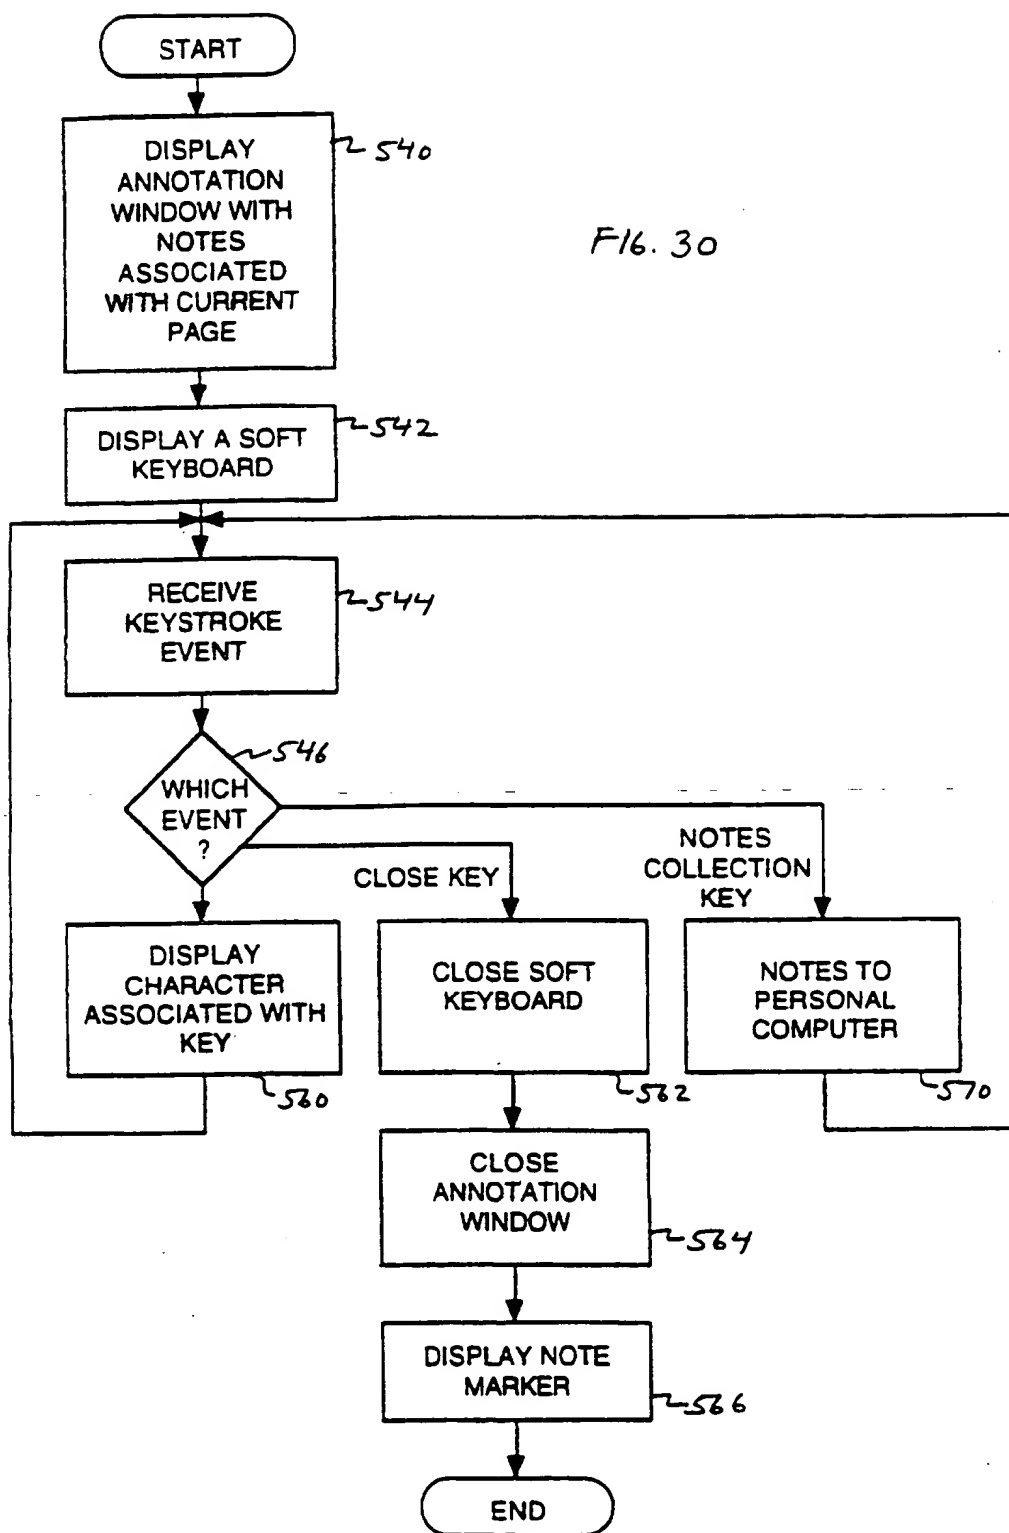 START
DISPLAY
ANNOTATION
WINDOW WITH
NOTES
ASSOCIATED
WITH CURRENT
PAGE
540
FIG. 30
DISPLAY A SOFT
KEYBOARD
542
RECEIVE
KEYSTROKE
EVENT
544
546
WHICH
EVENT
?
CLOSE KEY
NOTES
COLLECTION
KEY
DISPLAY
CHARACTER
ASSOCIATED WITH
KEY
560
CLOSE SOFT
KEYBOARD
562
NOTES TO
PERSONAL
COMPUTER
570
CLOSE
ANNOTATION
WINDOW
564
DISPLAY NOTE
MARKER
566
END